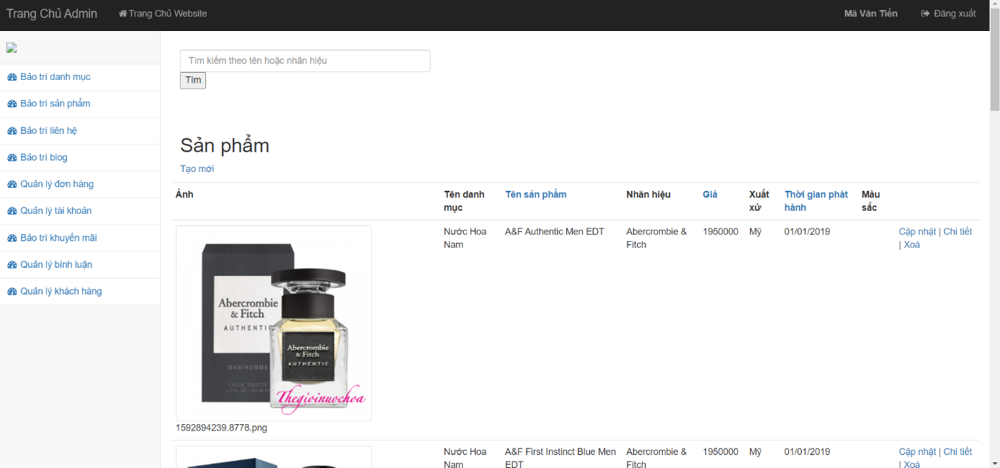 Trang Chủ Admin
Trang Chủ Website
Mã Văn Tiến
Đăng xuất
Bảo trì danh mục
Bảo trì sản phẩm
Bảo trì liên hệ
Bảo trì blog
Quản lý đơn hàng
Quản lý tài khoản
Bảo trì khuyến mãi
Quản lý bình luận
Quản lý khách hàng
Tìm kiếm theo tên hoặc nhãn hiệu
Tìm
Sản phẩm
Tạo mới
Ảnh
Tên danh
mục
Tên sản phẩm
Nhãn hiệu
Giá
Xuất
xứ
Thời gian phát
hành
Màu
sắc
Abercrombie
& Fitch
AUTHENTIC
MAN/HOMME
Abercrombie
& Fitch
AUTHENTIC
Thegioinuochoa
1592894239.8778.png
Nước Hoa
Nam
A&F Authentic Men EDT
Abercrombie &
Fitch
1950000
Mỹ
01/01/2019
Cập nhật | Chi tiết
| Xoá
Nước Hoa
Nam
A&F First Instinct Blue Men
EDT
Abercrombie &
Fitch
1950000
Mỹ
01/01/2019
Cập nhật | Chi tiết
| Xoá